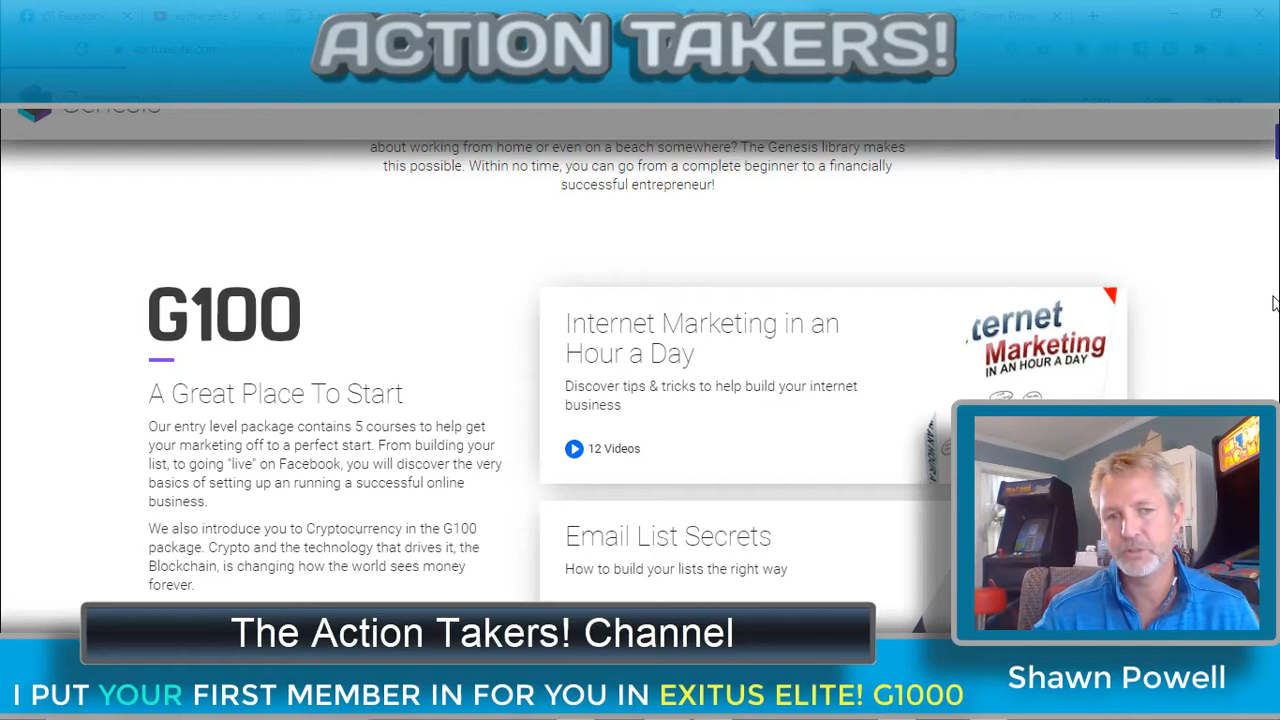 Facebook
ACTION TAKERS!
Genesis
about working from home or even on a beach somewhere? The Genesis library makes
this possible. Within no time, you can go from a complete beginner to a financially
successful entrepreneur!
G100
A Great Place To Start
Our entry level package contains 5 courses to help get
your marketing off to a perfect start. From building your
list, to going "live" on Facebook, you will discover the very
basics of setting up an running a successful online
business.
We also introduce you to Cryptocurrency in the G100
package. Crypto and the technology that drives it, the
Blockchain, is changing how the world sees money
forever.
Internet Marketing in an
Hour a Day
Discover tips & tricks to help build your internet
business
12 Videos
ternet
Marketing
IN AN HOUR A DAY
Email List Secrets
How to build your lists the right way
The Action Takers! Channel
Shawn Powell
I PUT YOUR FIRST MEMBER IN FOR YOU IN EXITUS ELITE! G1000